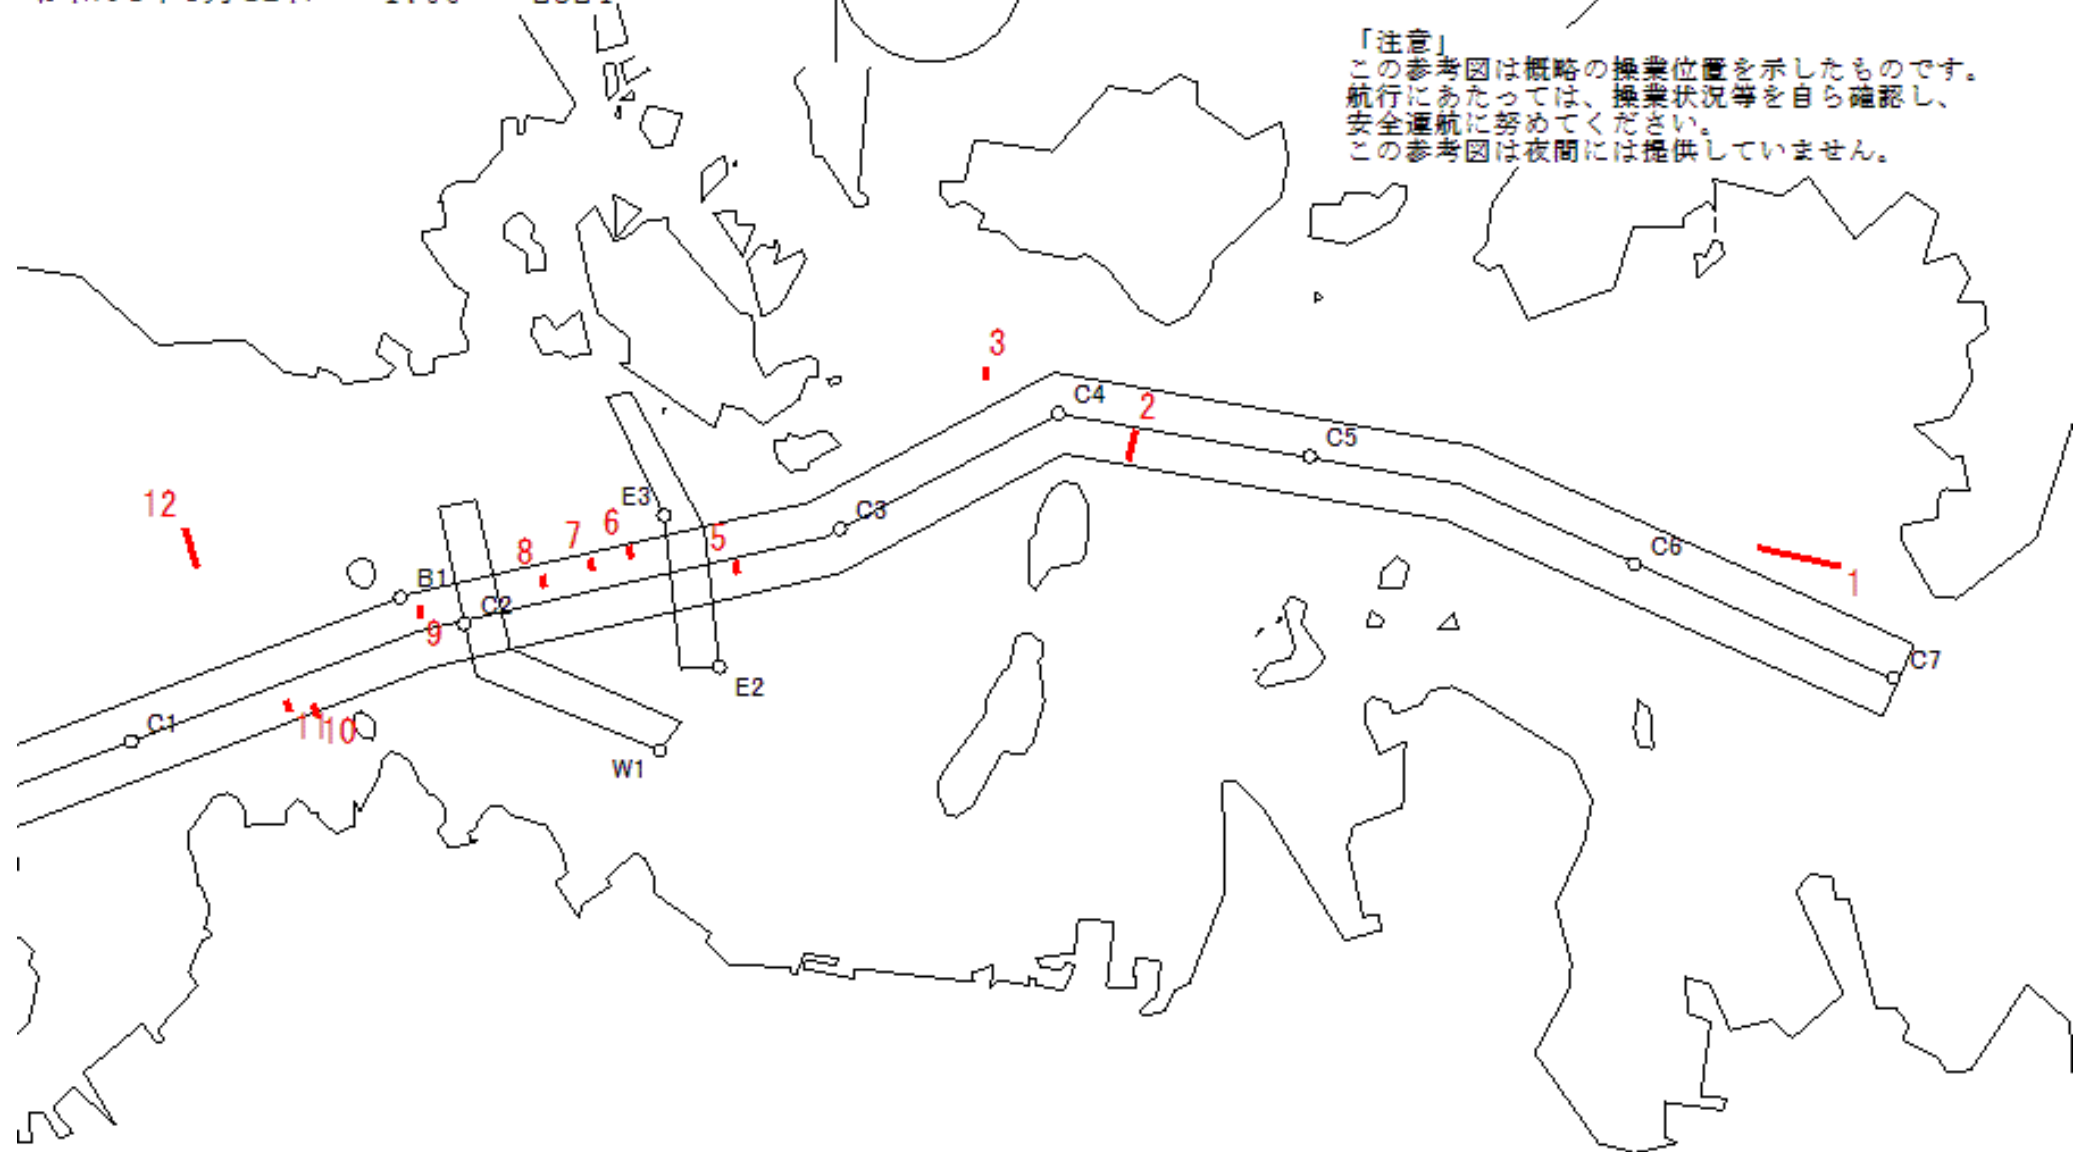 「注意」
この参考図は概略の操業位置を示したものです。
航行にあたっては、操業状況等を自ら確認し、
安全運航に努めてください。
この参考図は夜間には提供していません。
3
C4
2
C5
12
E3
6
7
8
5
C3
C6
1
B1
C2
9
C7
E2
C1
11
10
W1